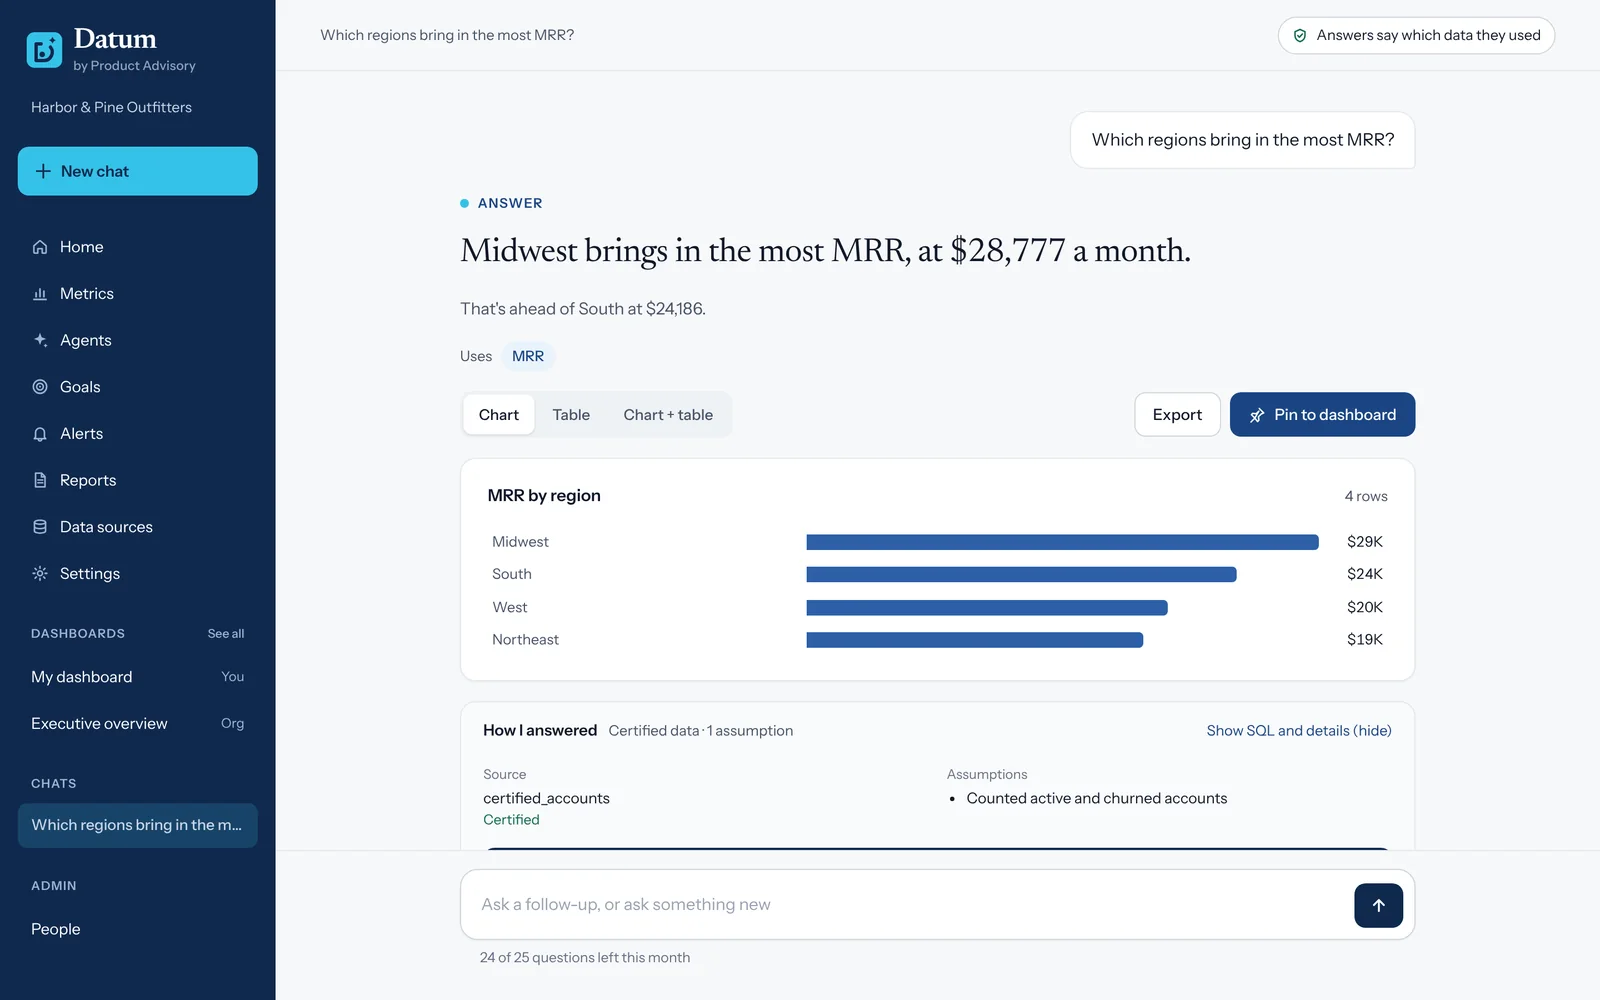 Datum
by Product Advisory
Harbor & Pine Outfitters
New chat
Home
Metrics
Agents
Goals
Alerts
Reports
Data sources
Settings
DASHBOARDS See all
My dashboard You
Executive overview Org
CHATS
Which regions bring in the m...
ADMIN
People
Which regions bring in the most MRR?
Answers say which data they used
Which regions bring in the most MRR?
ANSWER
Midwest brings in the most MRR, at $28,777 a month.
That's ahead of South at $24,186.
Uses MRR
Chart Table Chart + table
Export Pin to dashboard
MRR by region 4 rows
Midwest $29K
South $24K
West $20K
Northeast $19K
How I answered Certified data · 1 assumption Show SQL and details (hide)
Source Assumptions
certified_accounts • Counted active and churned accounts
Certified
Ask a follow-up, or ask something new
24 of 25 questions left this month